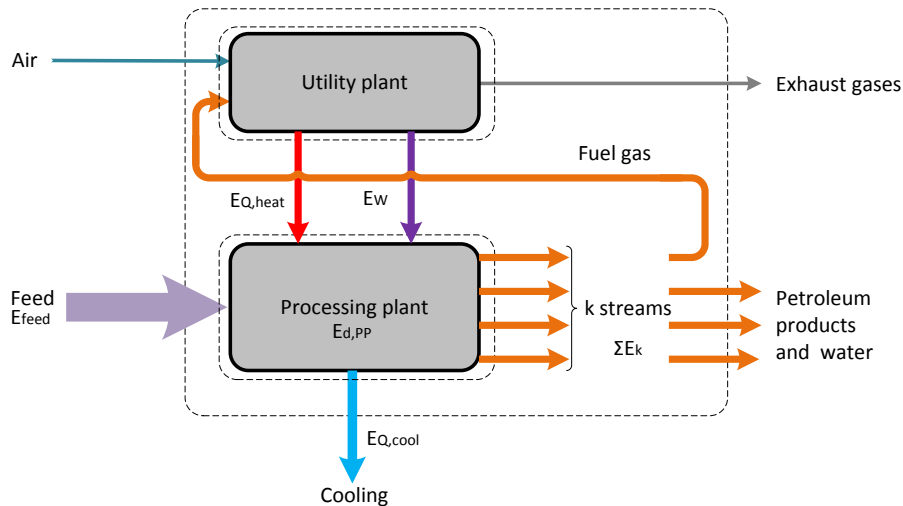 Air
Utility plant
Exhaust gases
Fuel gas
EQ,heat
EW
Feed
Efeed
Processing plant
Ed,PP
k streams
ΣEk
Petroleum
products
and water
EQ,cool
Cooling